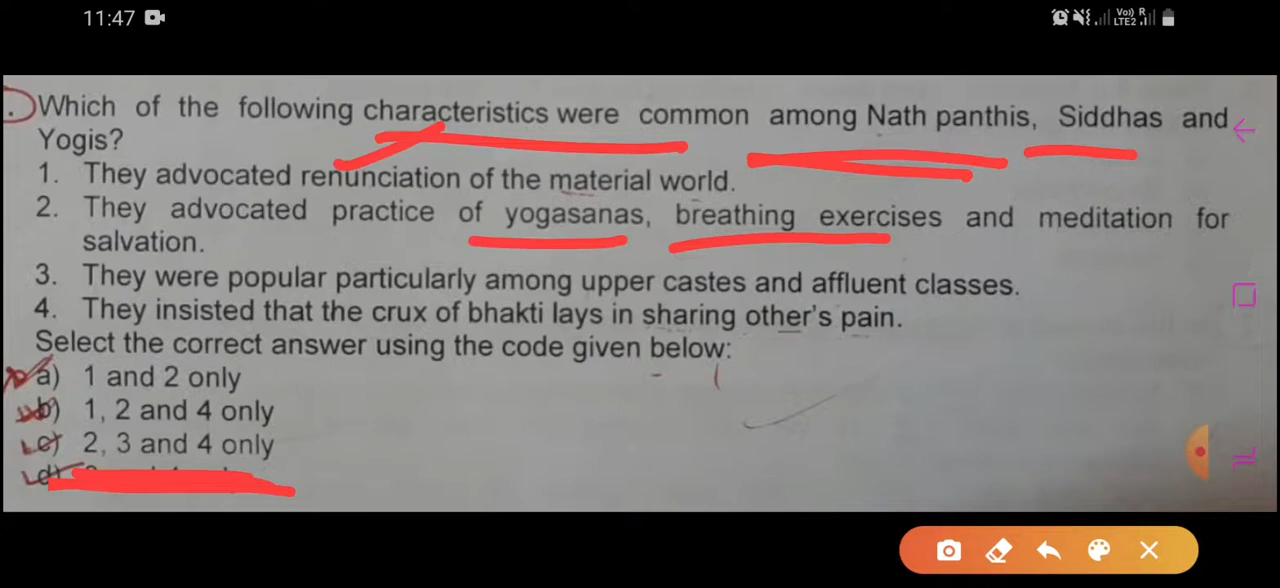 11:47
Vo) R
LTE2
Which of the following characteristics were common among Nath panthis, Siddhas and
Yogis?
1. They advocated renunciation of the material world.
2. They advocated practice of yogasanas, breathing exercises and meditation for
salvation.
3. They were popular particularly among upper castes and affluent classes.
4. They insisted that the crux of bhakti lays in sharing other's pain.
Select the correct answer using the code given below:
a) 1 and 2 only
b) 1, 2 and 4 only
c) 2, 3 and 4 only
d)